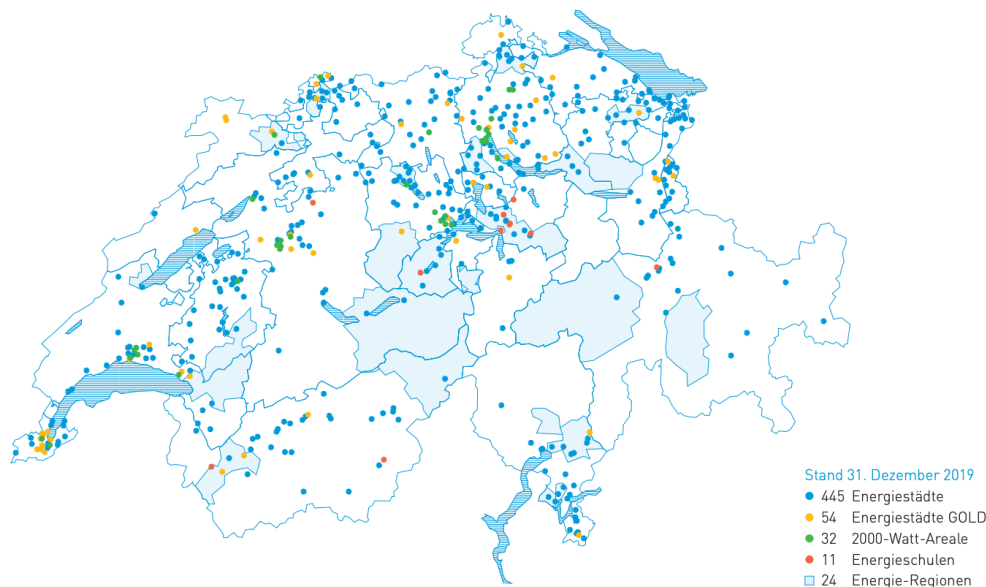 Stand 31. Dezember 2019
445 Energiestädte
54 Energiestädte GOLD
32 2000-Watt-Areale
11 Energieschulen
24 Energie-Regionen